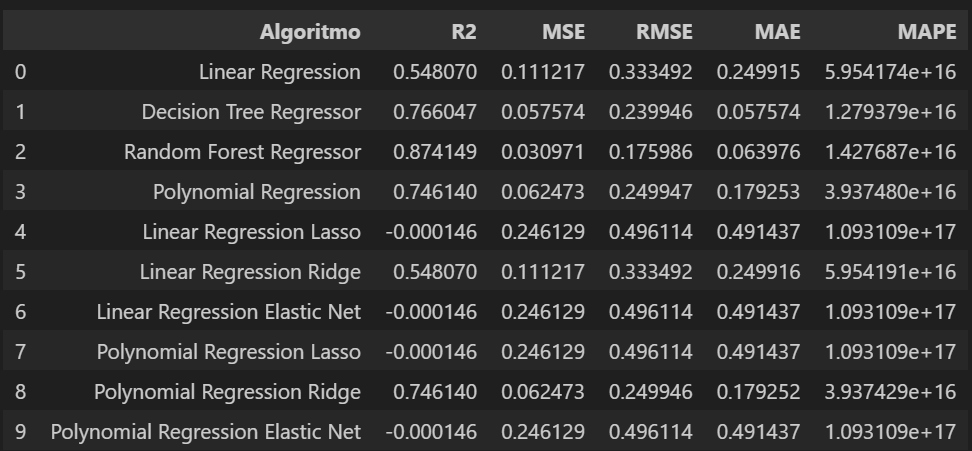 Algoritmo R2 MSE RMSE MAE MAPE
0 Linear Regression 0.548070 0.111217 0.333492 0.249915 5.954174e+16
1 Decision Tree Regressor 0.766047 0.057574 0.239946 0.057574 1.279379e+16
2 Random Forest Regressor 0.874149 0.030971 0.175986 0.063976 1.427687e+16
3 Polynomial Regression 0.746140 0.062473 0.249947 0.179253 3.937480e+16
4 Linear Regression Lasso -0.000146 0.246129 0.496114 0.491437 1.093109e+17
5 Linear Regression Ridge 0.548070 0.111217 0.333492 0.249916 5.954191e+16
6 Linear Regression Elastic Net -0.000146 0.246129 0.496114 0.491437 1.093109e+17
7 Polynomial Regression Lasso -0.000146 0.246129 0.496114 0.491437 1.093109e+17
8 Polynomial Regression Ridge 0.746140 0.062473 0.249946 0.179252 3.937429e+16
9 Polynomial Regression Elastic Net -0.000146 0.246129 0.496114 0.491437 1.093109e+17